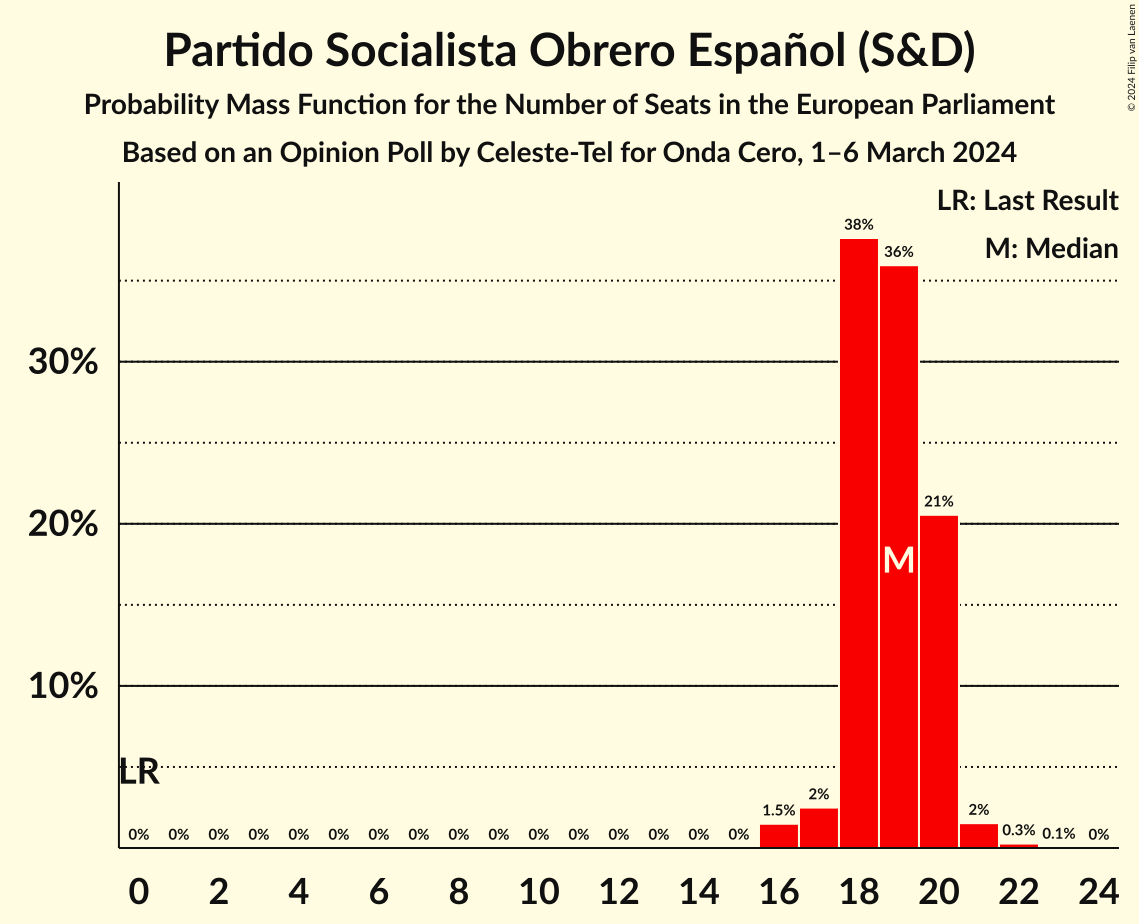 Partido Socialista Obrero Español (S&D)
Probability Mass Function for the Number of Seats in the European Parliament
Based on an Opinion Poll by Celeste-Tel for Onda Cero, 1–6 March 2024
© 2024 Filip van Laenen
LR: Last Result
M: Median
38%
36%
30%
21%
20%
M
10%
LR
0% 0% 0% 0% 0% 0% 0% 0% 0% 0% 0% 0% 0% 0% 0% 0% 1.5% 2% 2% 0.3% 0.1% 0%
0 2 4 6 8 10 12 14 16 18 20 22 24